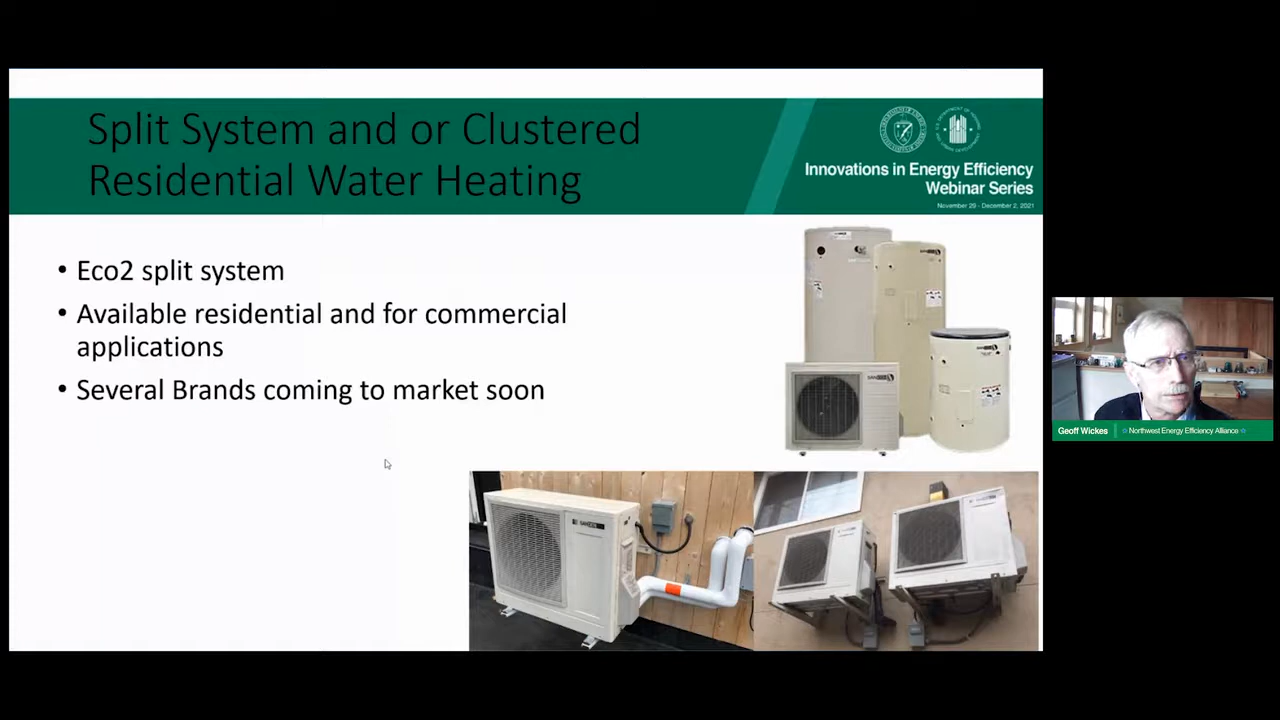 Split System and or Clustered
Residential Water Heating
Innovations in Energy Efficiency
Webinar Series
November 29 - December 2, 2021
• Eco2 split system
• Available residential and for commercial
applications
• Several Brands coming to market soon
Geoff Wickes
Northwest Energy Efficiency Alliance